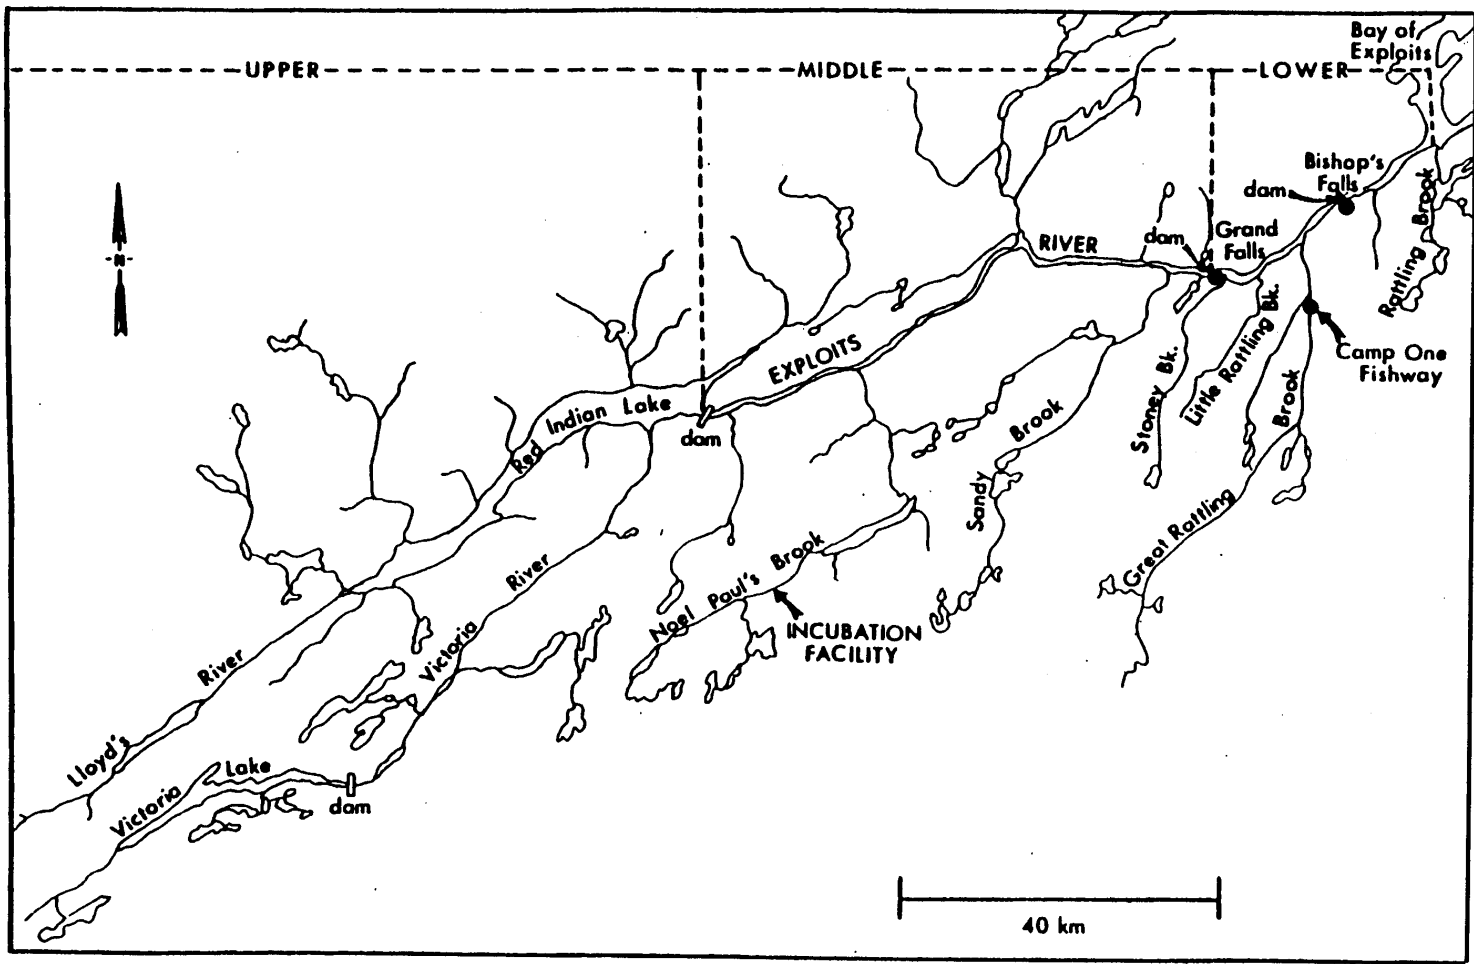 Bay of
Exploits
UPPER
MIDDLE
LOWER
Bishop's
Falls
dam
Rattling Brook
N
RIVER
dam
Grand
Falls
EXPLOITS
Camp One
Fishway
Stoney Bk.
Little Rattling Bk.
Brook
Great Rattling
Red Indian Lake
dam
Sandy Brook
Noel Paul's Brook
INCUBATION
FACILITY
Victoria River
Lloyd's River
Victoria Lake
dam
40 km